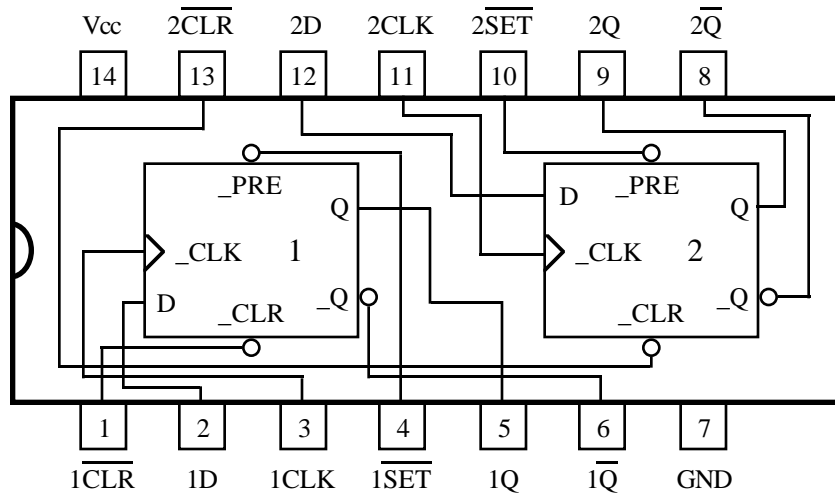 Vcc 2CLR 2D 2CLK 2SET 2Q 2Q
14 13 12 11 10 9 8
_PRE _PRE
D
Q Q
_CLK 1 _CLK 2
D _Q _Q
_CLR _CLR
1 2 3 4 5 6 7
1CLR 1D 1CLK 1SET 1Q 1Q GND